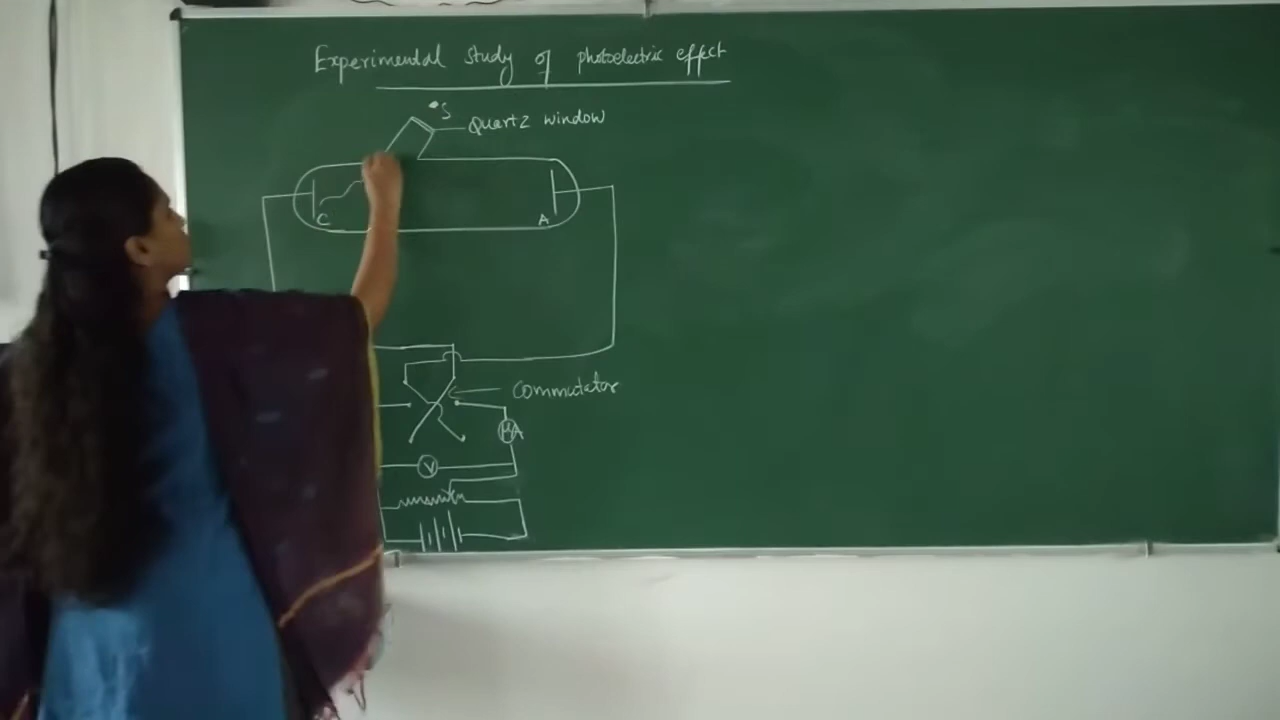 Experimental Study of photoelectric effect
S
Quartz window
C
A
Commutator
μA
V